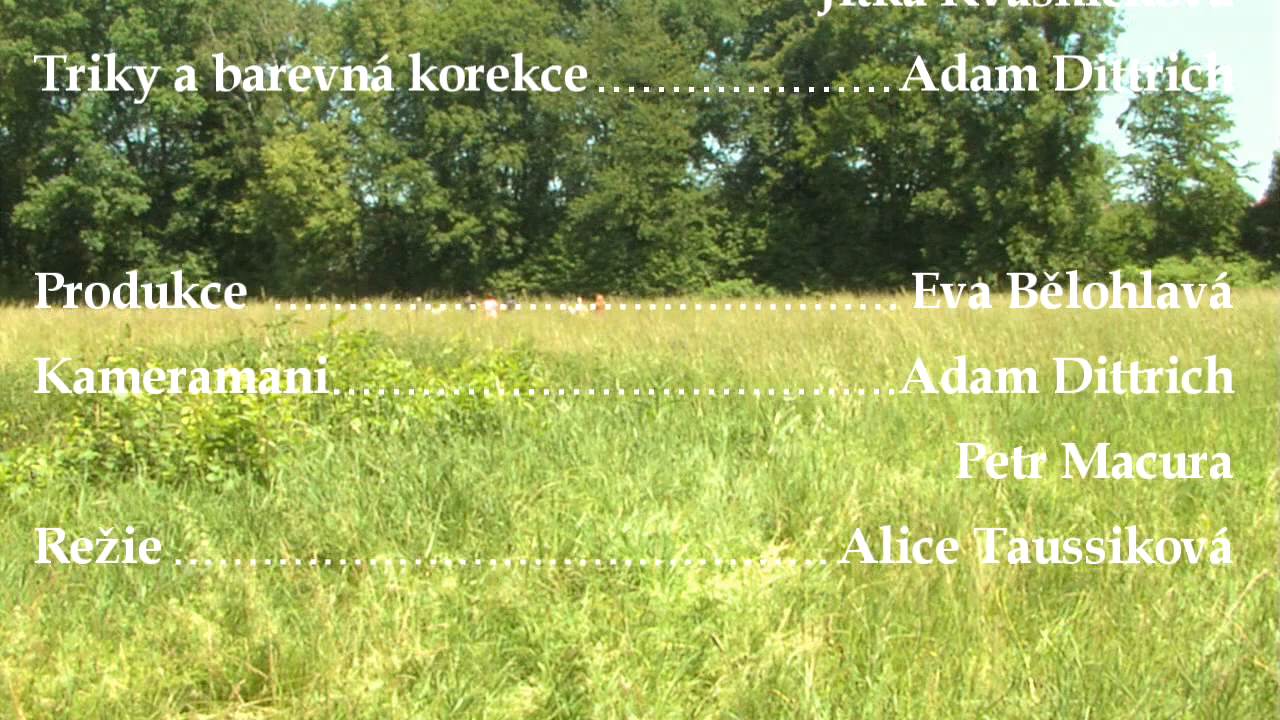 Triky a barevná korekce ................... Adam Dittrich
Produkce .......................................... Eva Bělohlavá
Kameramani...................................... Adam Dittrich
Petr Macura
Režie ............................................ Alice Taussiková